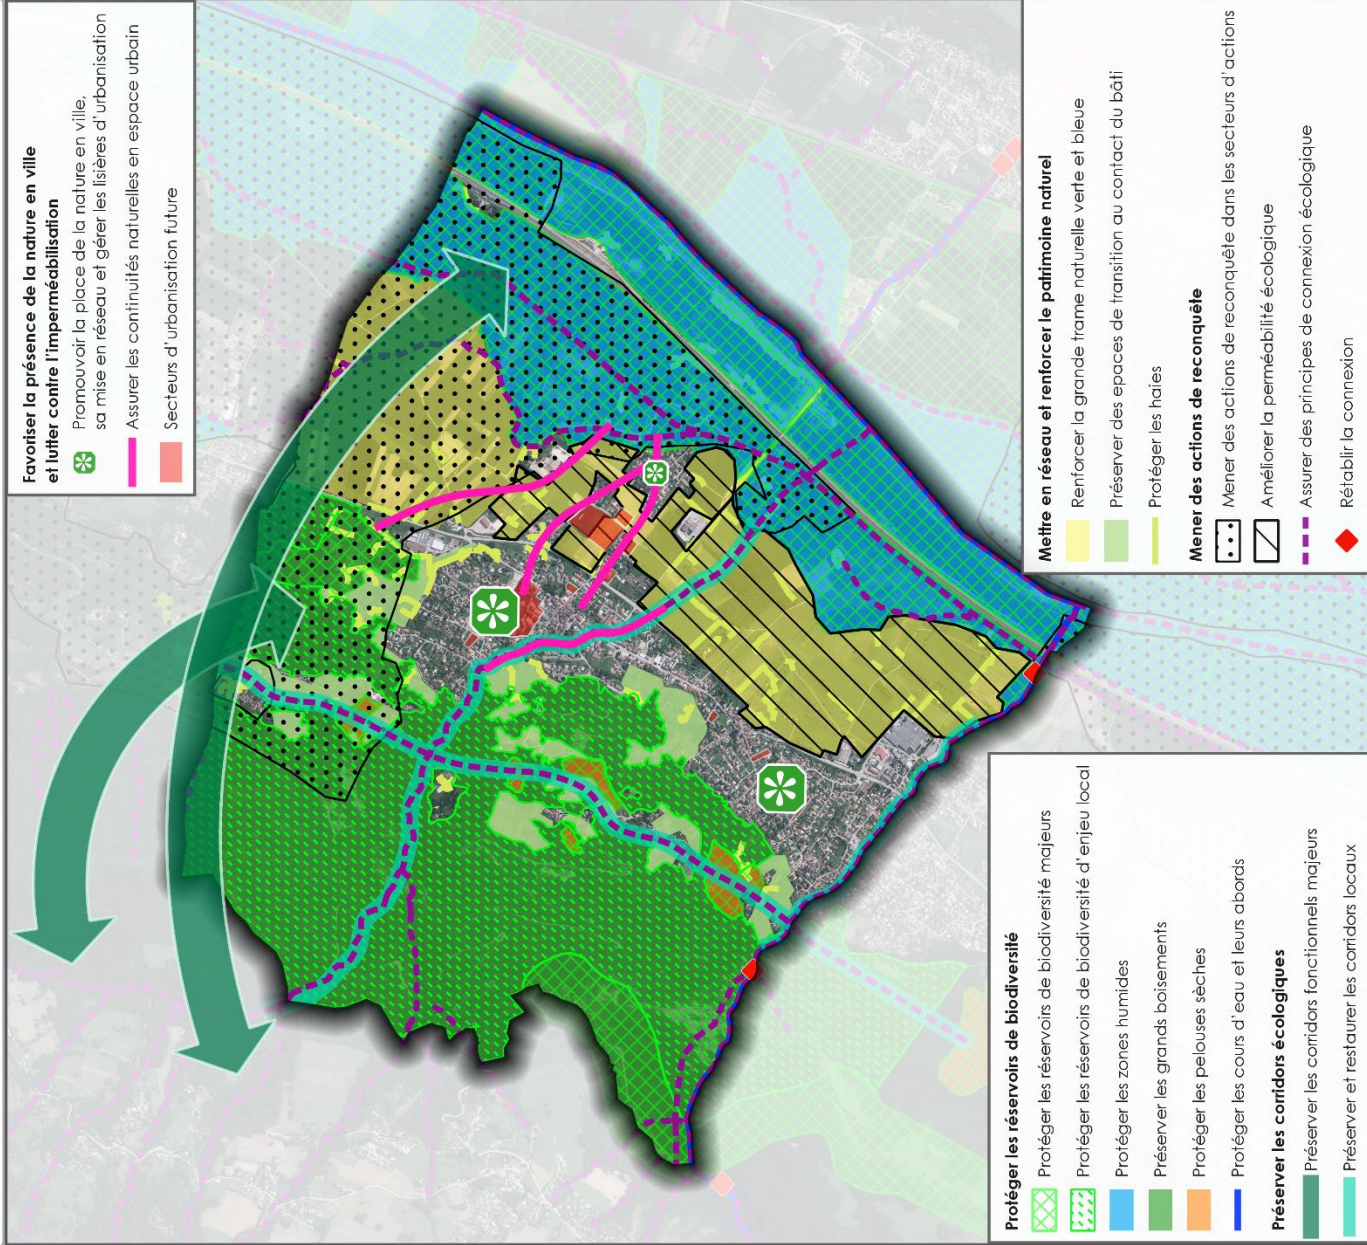 Favoriser la présence de la nature en ville
et lutter contre l'imperméabilisation
Promouvoir la place de la nature en ville,
sa mise en réseau et gérer les lisières d'urbanisation
Assurer les continuités naturelles en espace urbain
Secteurs d'urbanisation future
Protéger les réservoirs de biodiversité
Protéger les réservoirs de biodiversité majeurs
Protéger les réservoirs de biodiversité d'enjeu local
Protéger les zones humides
Préserver les grands boisements
Protéger les pelouses sèches
Protéger les cours d'eau et leurs abords
Préserver les corridors écologiques
Préserver les corridors fonctionnels majeurs
Préserver et restaurer les corridors locaux
Mettre en réseau et renforcer le patrimoine naturel
Renforcer la grande trame naturelle verte et bleue
Préserver des espaces de transition au contact du bâti
Protéger les haies
Mener des actions de reconquête
Mener des actions de reconquête dans les secteurs d'actions
Améliorer la perméabilité écologique
Assurer des principes de connexion écologique
Rétablir la connexion